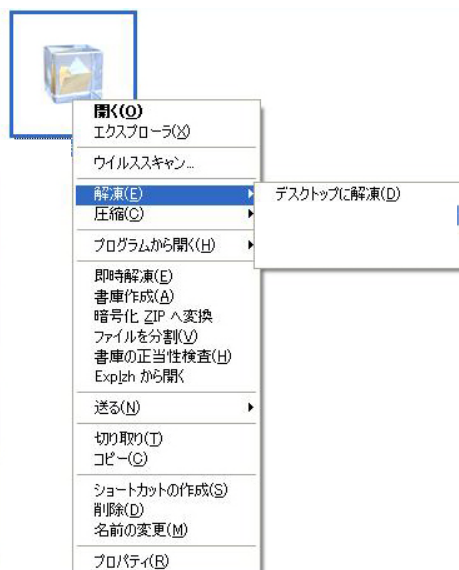 開く(O)
エクスプローラ(X)
ウイルススキャン...
解凍(E)
デスクトップに解凍(D)
圧縮(C)
プログラムから開く(H)
即時解凍(E)
書庫作成(A)
暗号化 ZIP へ変換
ファイルを分割(V)
書庫の正当性検査(H)
Explzh から開く
送る(N)
切り取り(T)
コピー(C)
ショートカットの作成(S)
削除(D)
名前の変更(M)
プロパティ(R)